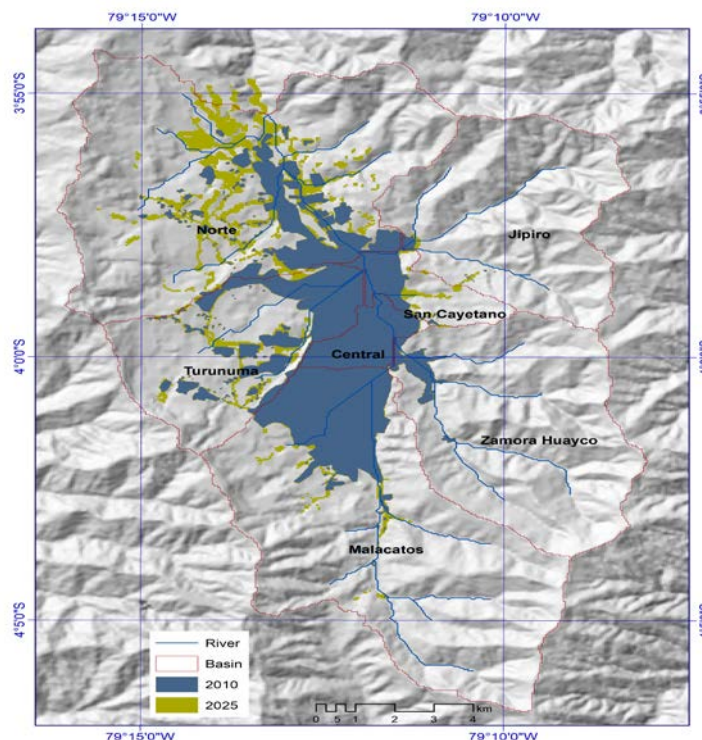 79°15'0"W 79°10'0"W
3°55'0"S
Norte
Jipiro
San Cayetano
4°0'0"S
Central
Turunuma
Zamora Huayco
Malacatos
4°5'0"S
River
Basin
2010
2025
km
0 0,5 1 2 3 4
79°15'0"W 79°10'0"W